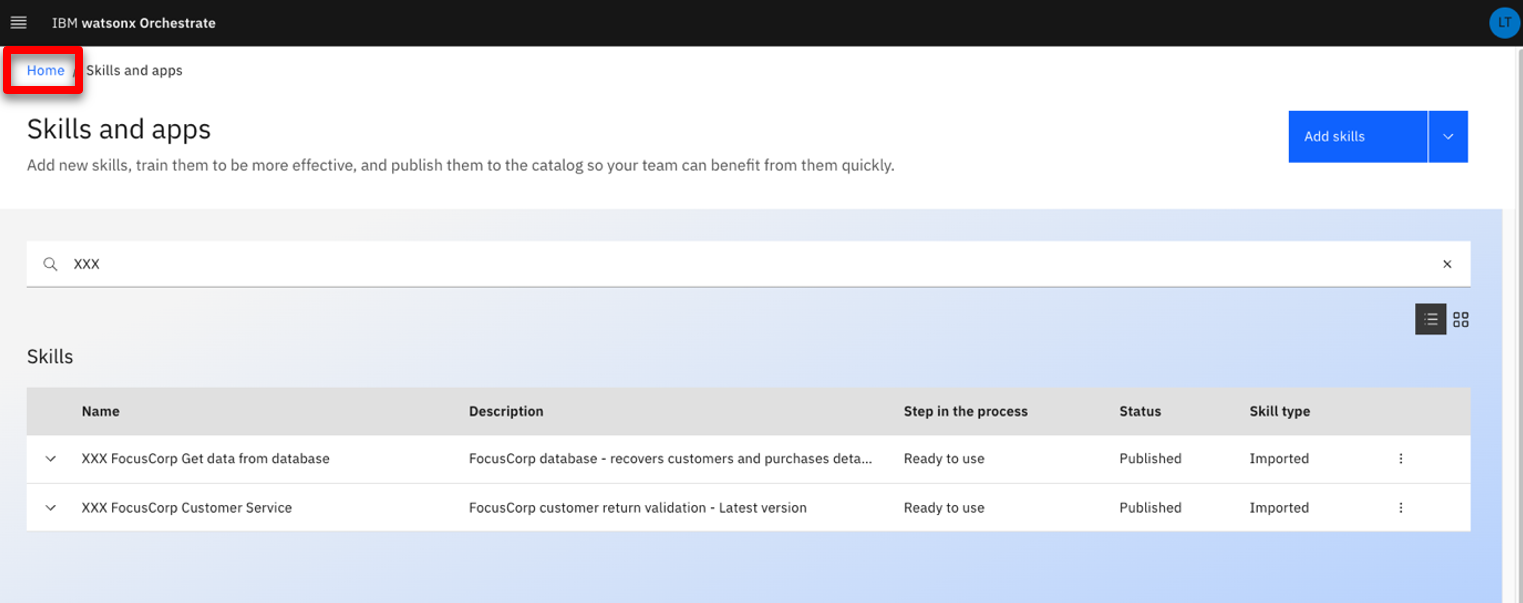 IBM watsonx Orchestrate
LT
Home / Skills and apps
Skills and apps
Add skills
Add new skills, train them to be more effective, and publish them to the catalog so your team can benefit from them quickly.
XXX
Skills
Name Description Step in the process Status Skill type
XXX FocusCorp Get data from database FocusCorp database - recovers customers and purchases deta... Ready to use Published Imported
XXX FocusCorp Customer Service FocusCorp customer return validation - Latest version Ready to use Published Imported